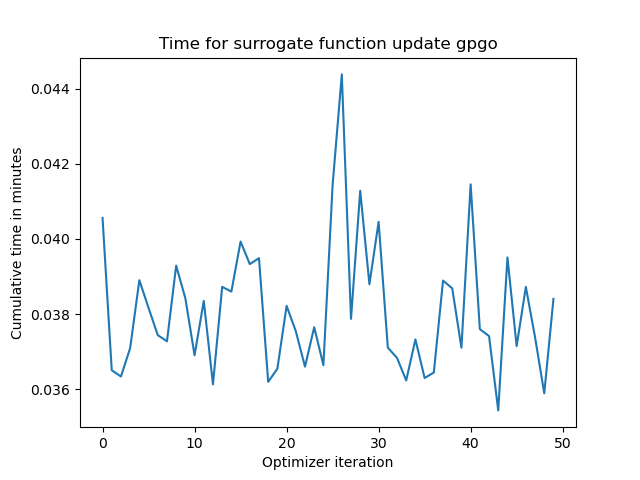 Time for surrogate function update gpgo
Cumulative time in minutes
0.044
0.042
0.040
0.038
0.036
0 10 20 30 40 50
Optimizer iteration